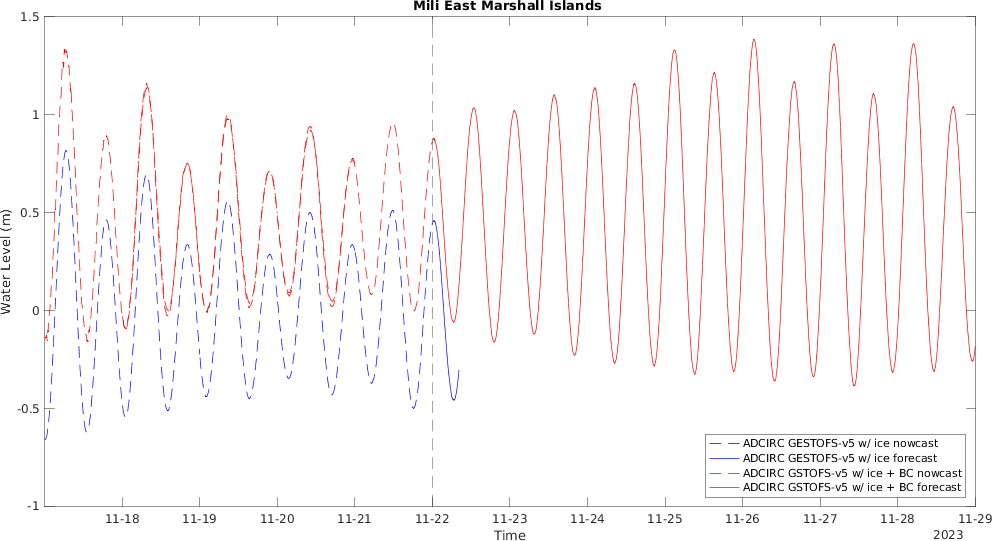 Mili East Marshall Islands
1.5
1
0.5
0
-0.5
-1
Water Level (m)
ADCIRC GESTOFS-v5 w/ ice nowcast
ADCIRC GESTOFS-v5 w/ ice forecast
ADCIRC GSTOFS-v5 w/ ice + BC nowcast
ADCIRC GSTOFS-v5 w/ ice + BC forecast
11-18 11-19 11-20 11-21 11-22 11-23 11-24 11-25 11-26 11-27 11-28 11-29
Time
2023